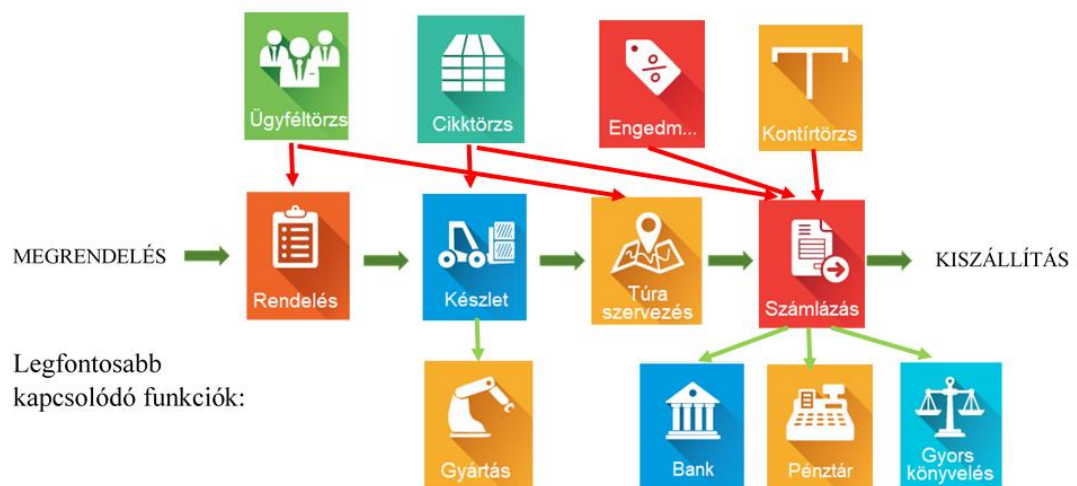 Ügyféltörzs
Cikktörzs
Engedm...
Kontírtörzs
%
MEGRENDELÉS
Rendelés
Készlet
Túra
szervezés
Számlázás
KISZÁLLÍTÁS
Legfontosabb
kapcsolódó funkciók:
Gyártás
Bank
Pénztár
Gyors
könyvelés